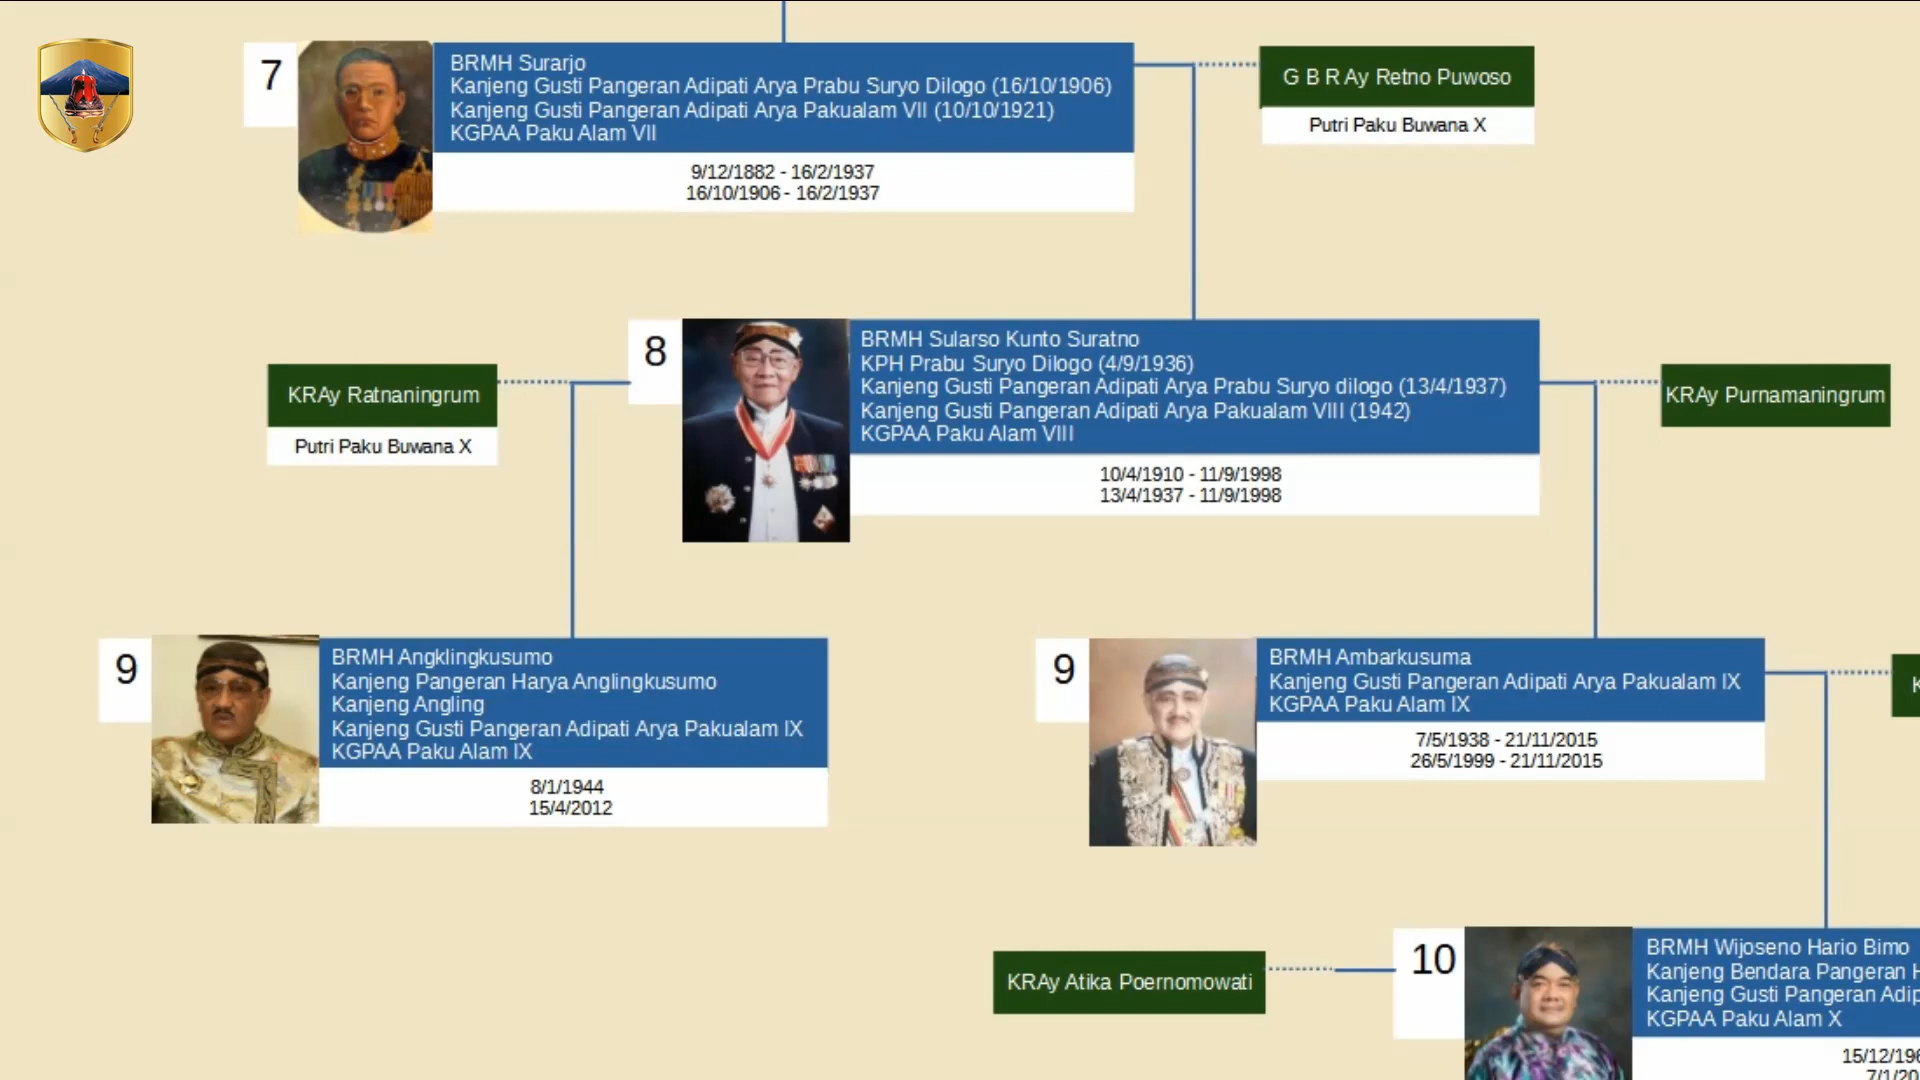 7
BRMH Surarjo
Kanjeng Gusti Pangeran Adipati Arya Prabu Suryo Dilogo (16/10/1906)
Kanjeng Gusti Pangeran Adipati Arya Pakualam VII (10/10/1921)
KGPAA Paku Alam VII
9/12/1882 - 16/2/1937
16/10/1906 - 16/2/1937
G B R Ay Retno Puwoso
Putri Paku Buwana X
KRAy Ratnaningrum
Putri Paku Buwana X
8
BRMH Sularso Kunto Suratno
KPH Prabu Suryo Dilogo (4/9/1936)
Kanjeng Gusti Pangeran Adipati Arya Prabu Suryo dilogo (13/4/1937)
Kanjeng Gusti Pangeran Adipati Arya Pakualam VIII (1942)
KGPAA Paku Alam VIII
10/4/1910 - 11/9/1998
13/4/1937 - 11/9/1998
KRAy Purnamaningrum
9
BRMH Angklingkusumo
Kanjeng Pangeran Harya Anglingkusumo
Kanjeng Angling
Kanjeng Gusti Pangeran Adipati Arya Pakualam IX
KGPAA Paku Alam IX
8/1/1944
15/4/2012
9
BRMH Ambarkusuma
Kanjeng Gusti Pangeran Adipati Arya Pakualam IX
KGPAA Paku Alam IX
7/5/1938 - 21/11/2015
26/5/1999 - 21/11/2015
KRAy Atika Poernomowati
10
BRMH Wijoseno Hario Bimo
Kanjeng Bendara Pangeran
Kanjeng Gusti Pangeran
KGPAA Paku Alam X